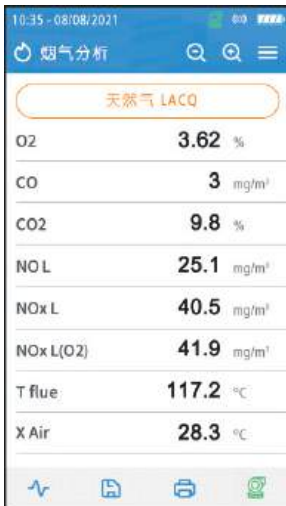 10:35 - 08/08/2021
烟气分析
天然气 LACQ
O2 3.62 %
CO 3 mg/m³
CO2 9.8 %
NO L 25.1 mg/m³
NOx L 40.5 mg/m³
NOx L(O2) 41.9 mg/m³
T flue 117.2 °C
X Air 28.3 °C